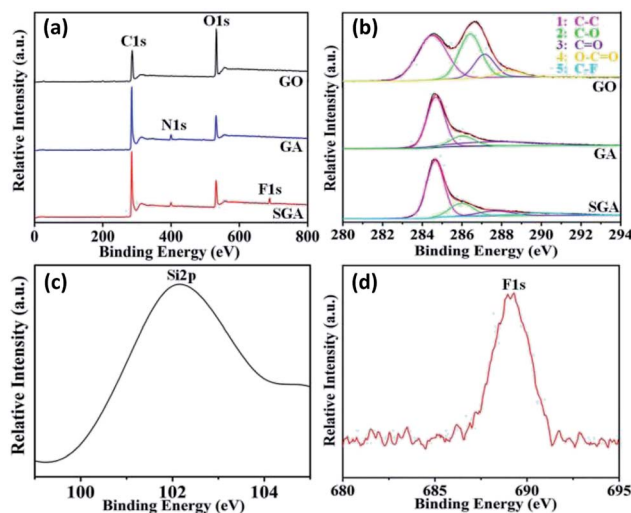 (a)
O1s
C1s
GO
N1s
GA
F1s
SGA
0 200 400 600 800
Binding Energy (eV)
Relative Intensity (a.u.)
(b)
1: C-C
2: C-O
3: C=O
4: O-C=O
5: C-F
GO
GA
SGA
280 282 284 286 288 290 292 294
Binding Energy (eV)
Relative Intensity (a.u.)
(c)
Si2p
100 102 104
Binding Energy (eV)
Relative Intensity (a.u.)
(d)
F1s
680 685 690 695
Binding Energy (eV)
Relative Intensity (a.u.)